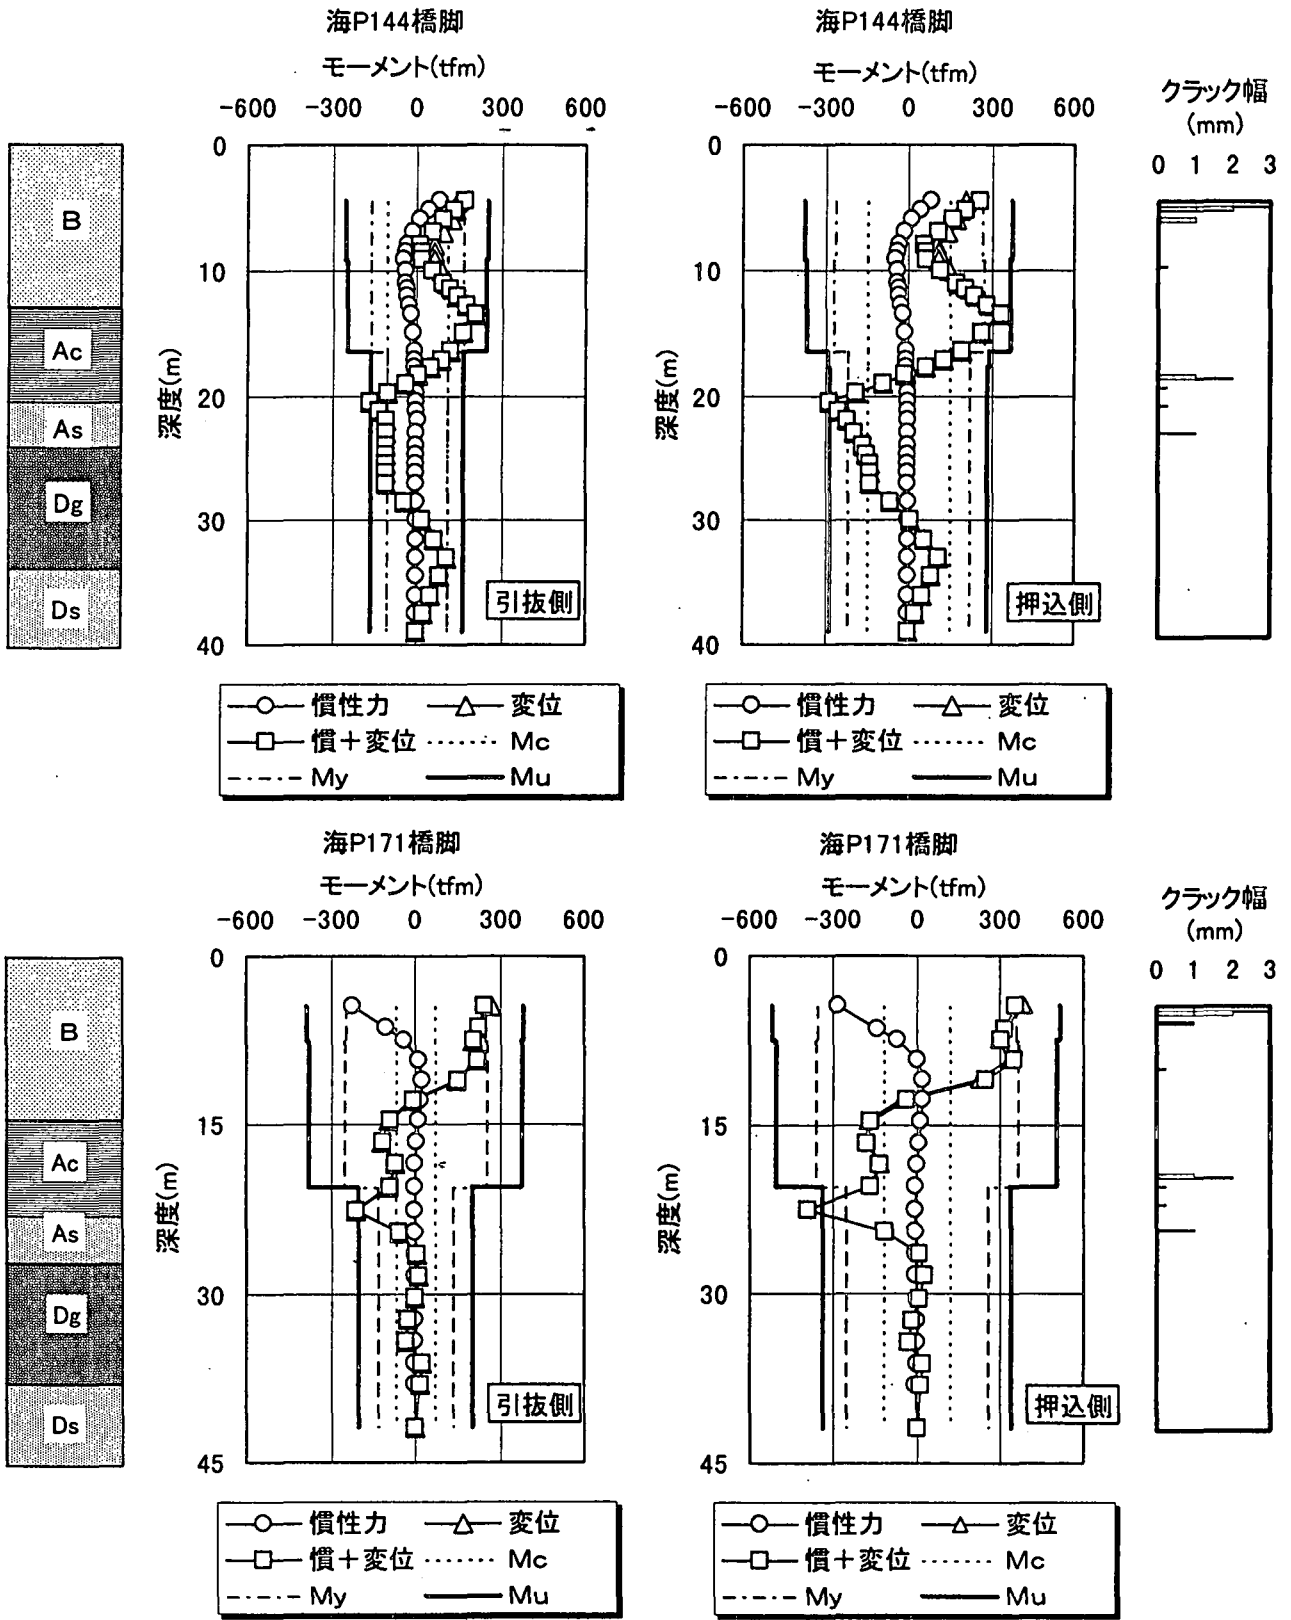 海P144橋脚
モーメント(tfm)
-600 -300 0 300 600
0
10
20
30
40
深度(m)
引抜側
B
Ac
As
Dg
Ds
慣性力 変位
慣+変位 Mc
My Mu
海P144橋脚
モーメント(tfm)
-600 -300 0 300 600
0
10
20
30
40
深度(m)
押込側
慣性力 変位
慣+変位 Mc
My Mu
クラック幅
(mm)
0 1 2 3
海P171橋脚
モーメント(tfm)
-600 -300 0 300 600
0
15
30
45
深度(m)
引抜側
B
Ac
As
Dg
Ds
慣性力 変位
慣+変位 Mc
My Mu
海P171橋脚
モーメント(tfm)
-600 -300 0 300 600
0
15
30
45
深度(m)
押込側
慣性力 変位
慣+変位 Mc
My Mu
クラック幅
(mm)
0 1 2 3